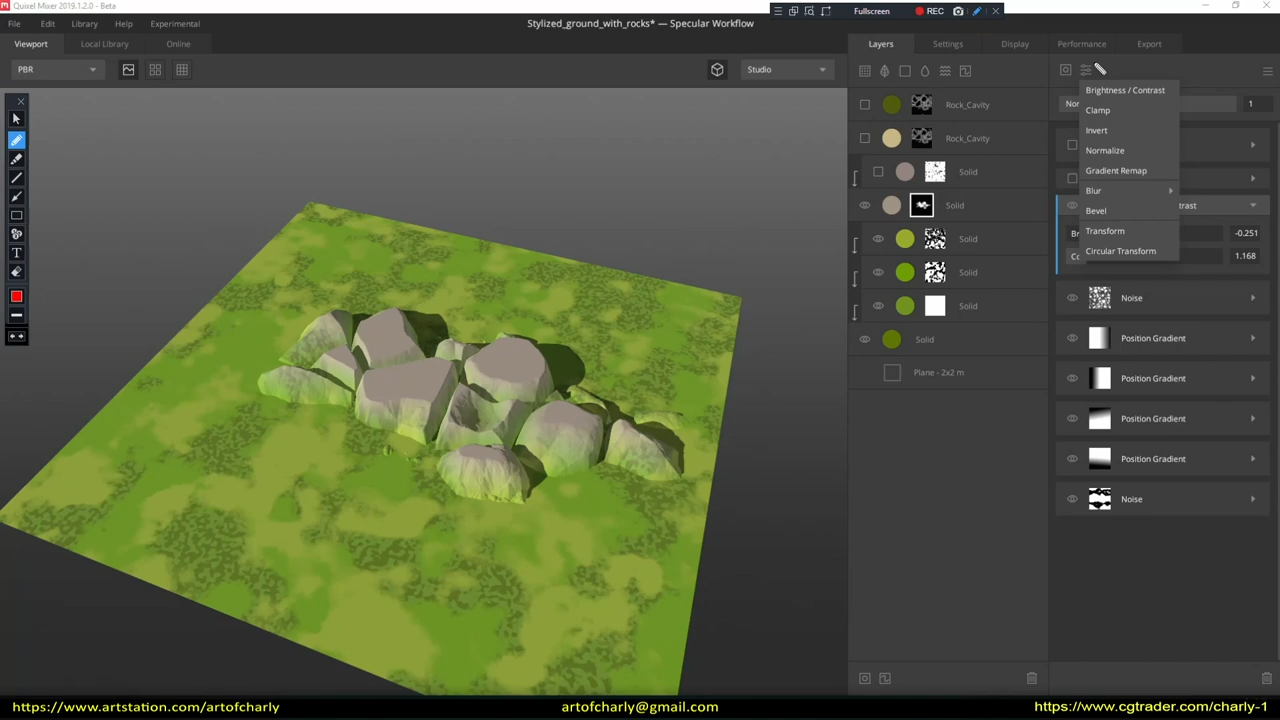 Quixel Mixer 2019.1.2.0 - Beta
Fullscreen
REC
File
Edit
Library
Help
Experimental
Stylized_ground_with_rocks* — Specular Workflow
Viewport
Local Library
Online
Layers
Settings
Display
Performance
Export
PBR
Studio
Brightness / Contrast
Clamp
Invert
Normalize
Gradient Remap
Blur
Bevel
Transform
Circular Transform
1
Rock_Cavity
Rock_Cavity
Solid
Solid
Solid
Solid
Solid
Solid
Plane - 2x2 m
trast
-0.251
1.168
Noise
Position Gradient
Position Gradient
Position Gradient
Position Gradient
Noise
https://www.artstation.com/artofcharly
artofcharly@gmail.com
https://www.cgtrader.com/charly-1